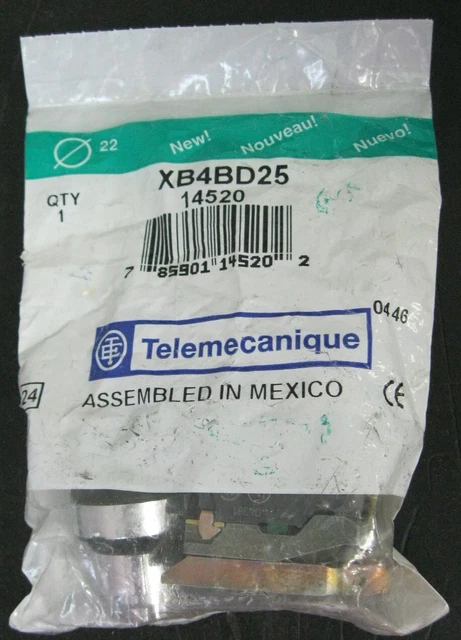 Ø 22 New! Nouveau! Nuevo!
XB4BD25
14520
QTY
1
7 85901 14520 2
0446
Telemecanique
24
ASSEMBLED IN MEXICO CE